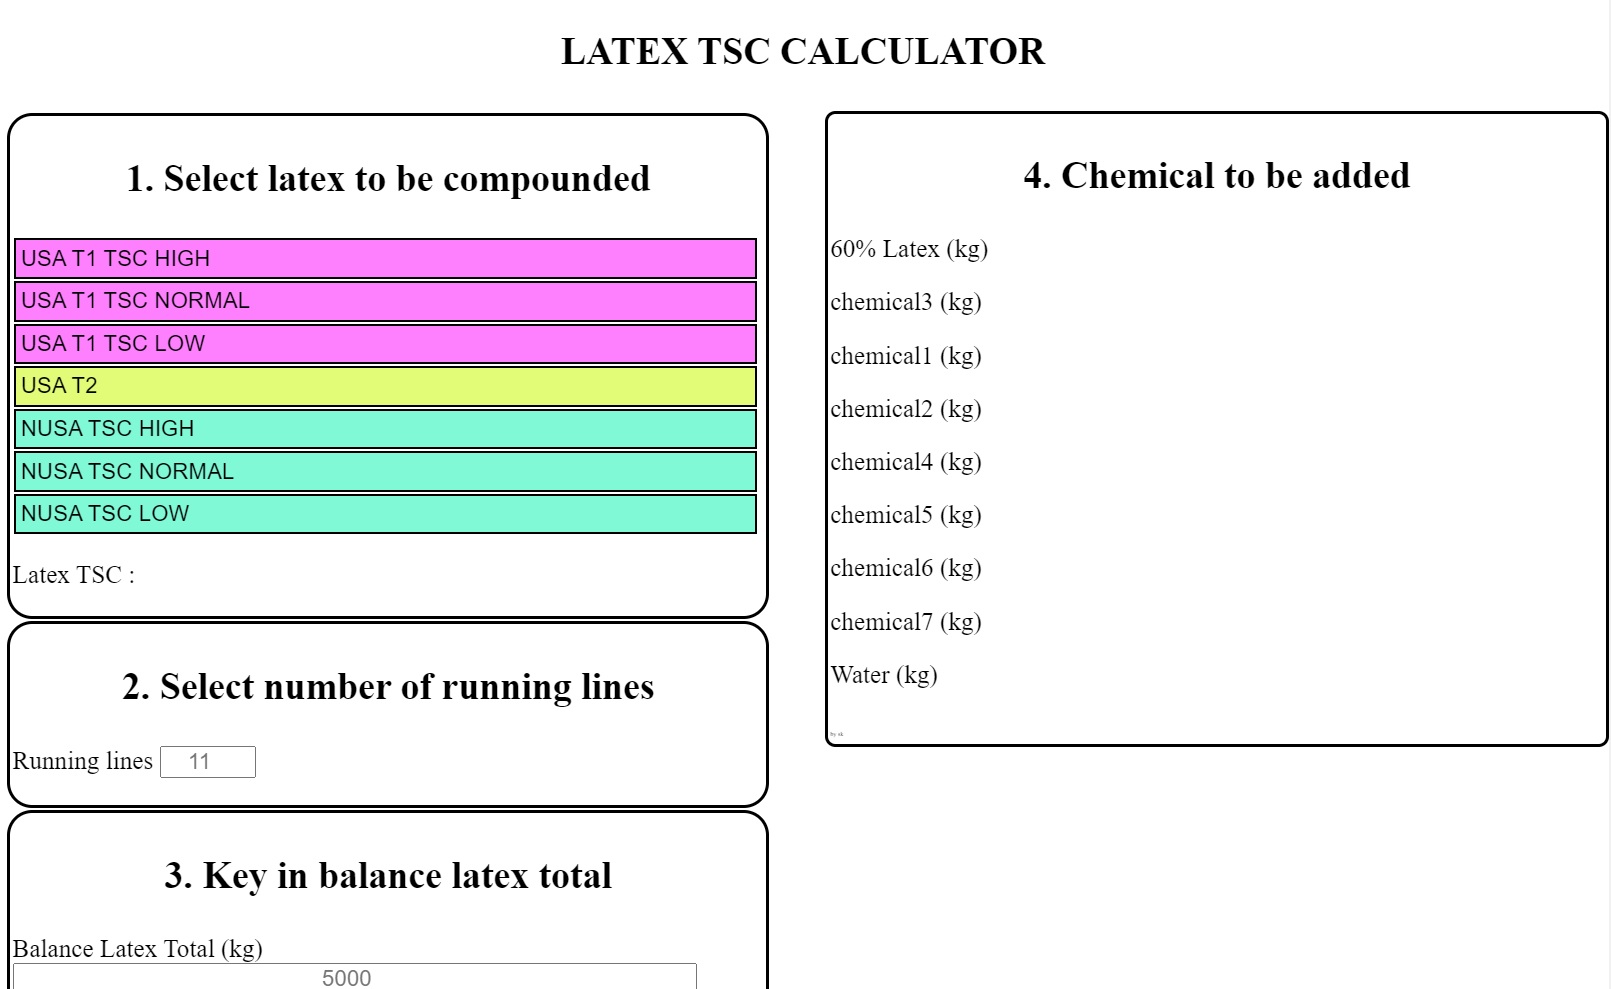 LATEX TSC CALCULATOR
1. Select latex to be compounded
USA T1 TSC HIGH
USA T1 TSC NORMAL
USA T1 TSC LOW
USA T2
NUSA TSC HIGH
NUSA TSC NORMAL
NUSA TSC LOW
Latex TSC :
2. Select number of running lines
Running lines 11
3. Key in balance latex total
Balance Latex Total (kg)
5000
4. Chemical to be added
60% Latex (kg)
chemical3 (kg)
chemical1 (kg)
chemical2 (kg)
chemical4 (kg)
chemical5 (kg)
chemical6 (kg)
chemical7 (kg)
Water (kg)
by